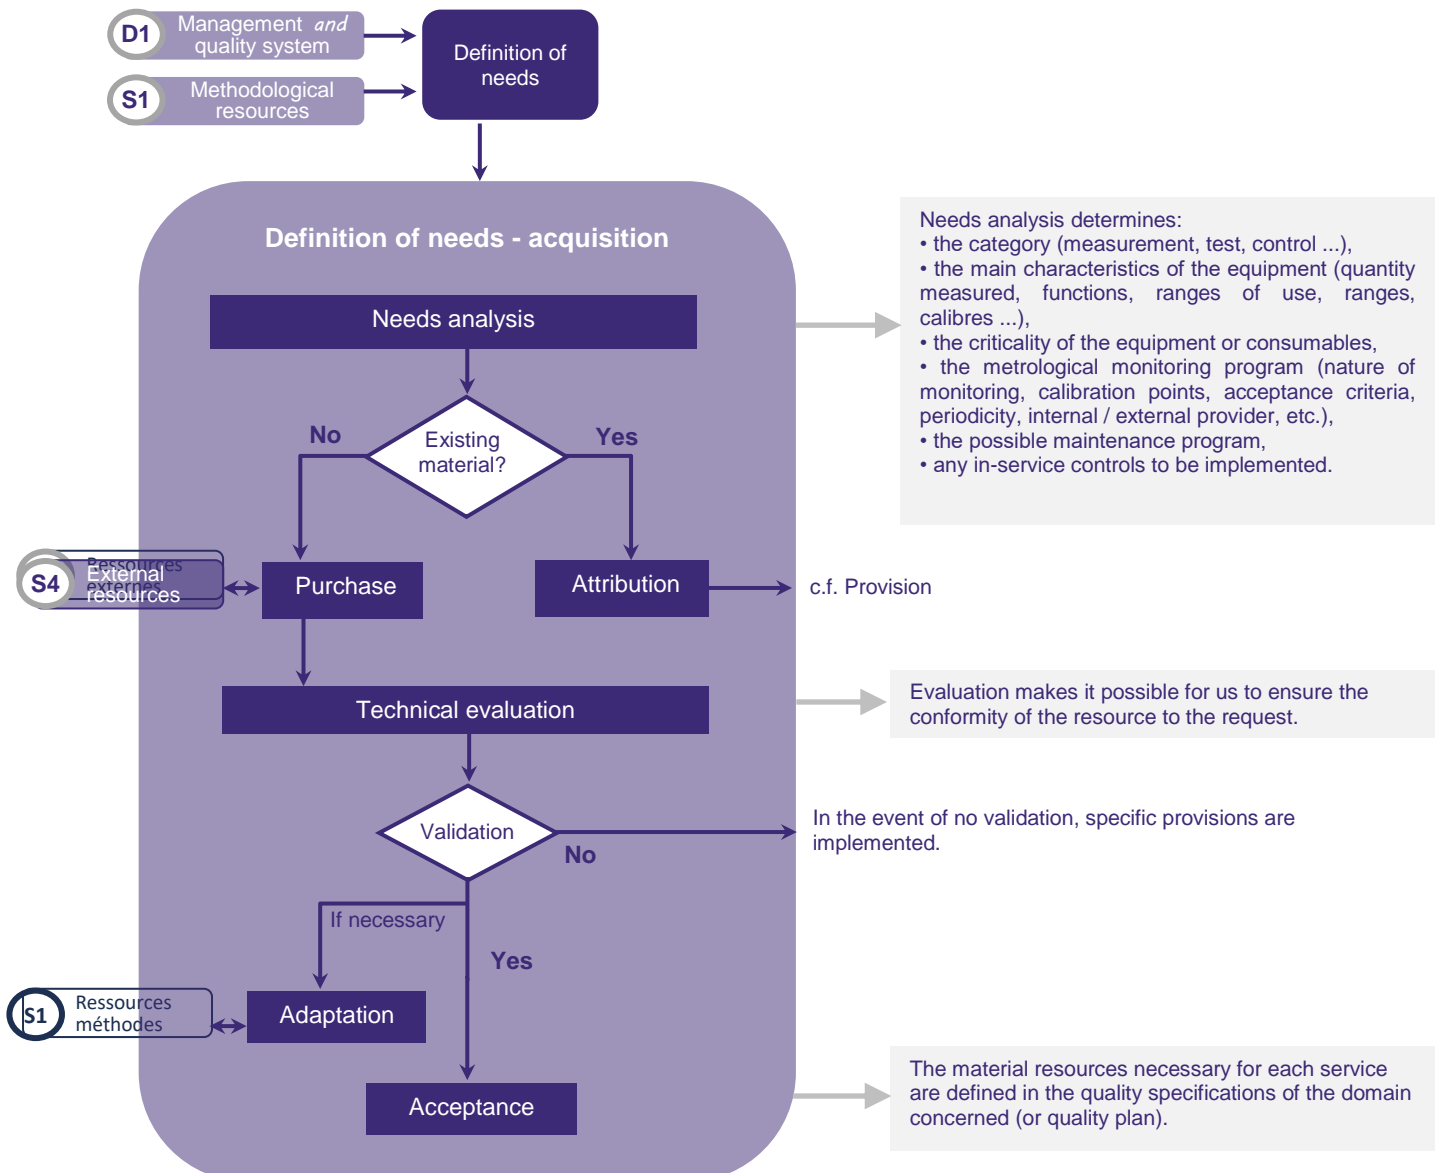 D1
Management and
quality system
Definition of
needs
S1
Methodological
resources
Definition of needs - acquisition
Needs analysis determines:
• the category (measurement, test, control ...),
• the main characteristics of the equipment (quantity
measured, functions, ranges of use, ranges,
calibres ...),
• the criticality of the equipment or consumables,
• the metrological monitoring program (nature of
monitoring, calibration points, acceptance criteria,
periodicity, internal / external provider, etc.),
• the possible maintenance program,
• any in-service controls to be implemented.
Needs analysis
No
Existing
material?
Yes
Ressources
externes
S4
External
resources
Purchase
Attribution
c.f. Provision
Technical evaluation
Evaluation makes it possible for us to ensure the
conformity of the resource to the request.
Validation
No
In the event of no validation, specific provisions are
implemented.
If necessary
Yes
S1
Ressources
méthodes
Adaptation
Acceptance
The material resources necessary for each service
are defined in the quality specifications of the domain
concerned (or quality plan).